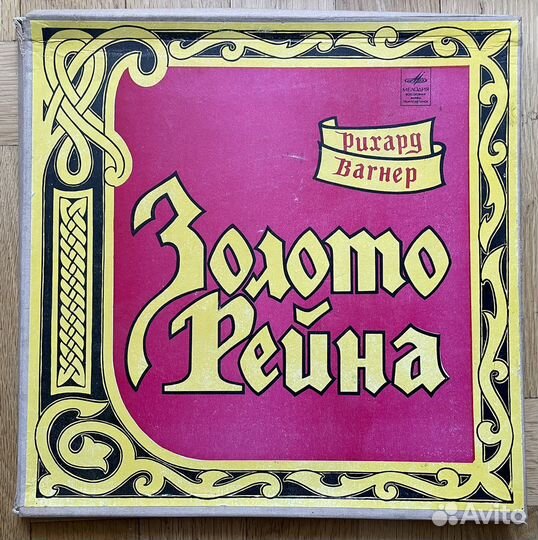 МЕЛОДИЯ
Рихард
Вагнер
Золото
Рейна
Avito